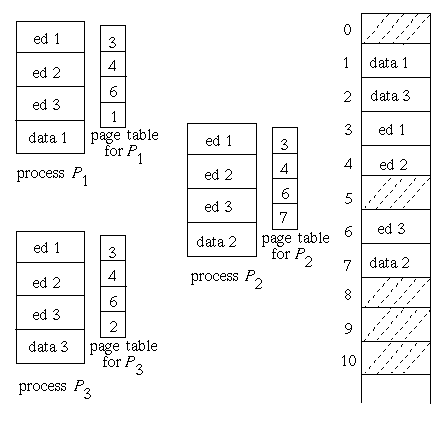 ed 1
ed 2
ed 3
data 1
process P1
3
4
6
1
page table
for P1
ed 1
ed 2
ed 3
data 2
process P2
3
4
6
7
page table
for P2
ed 1
ed 2
ed 3
data 3
process P3
3
4
6
2
page table
for P3
0
1 data 1
2 data 3
3 ed 1
4 ed 2
5
6 ed 3
7 data 2
8
9
10